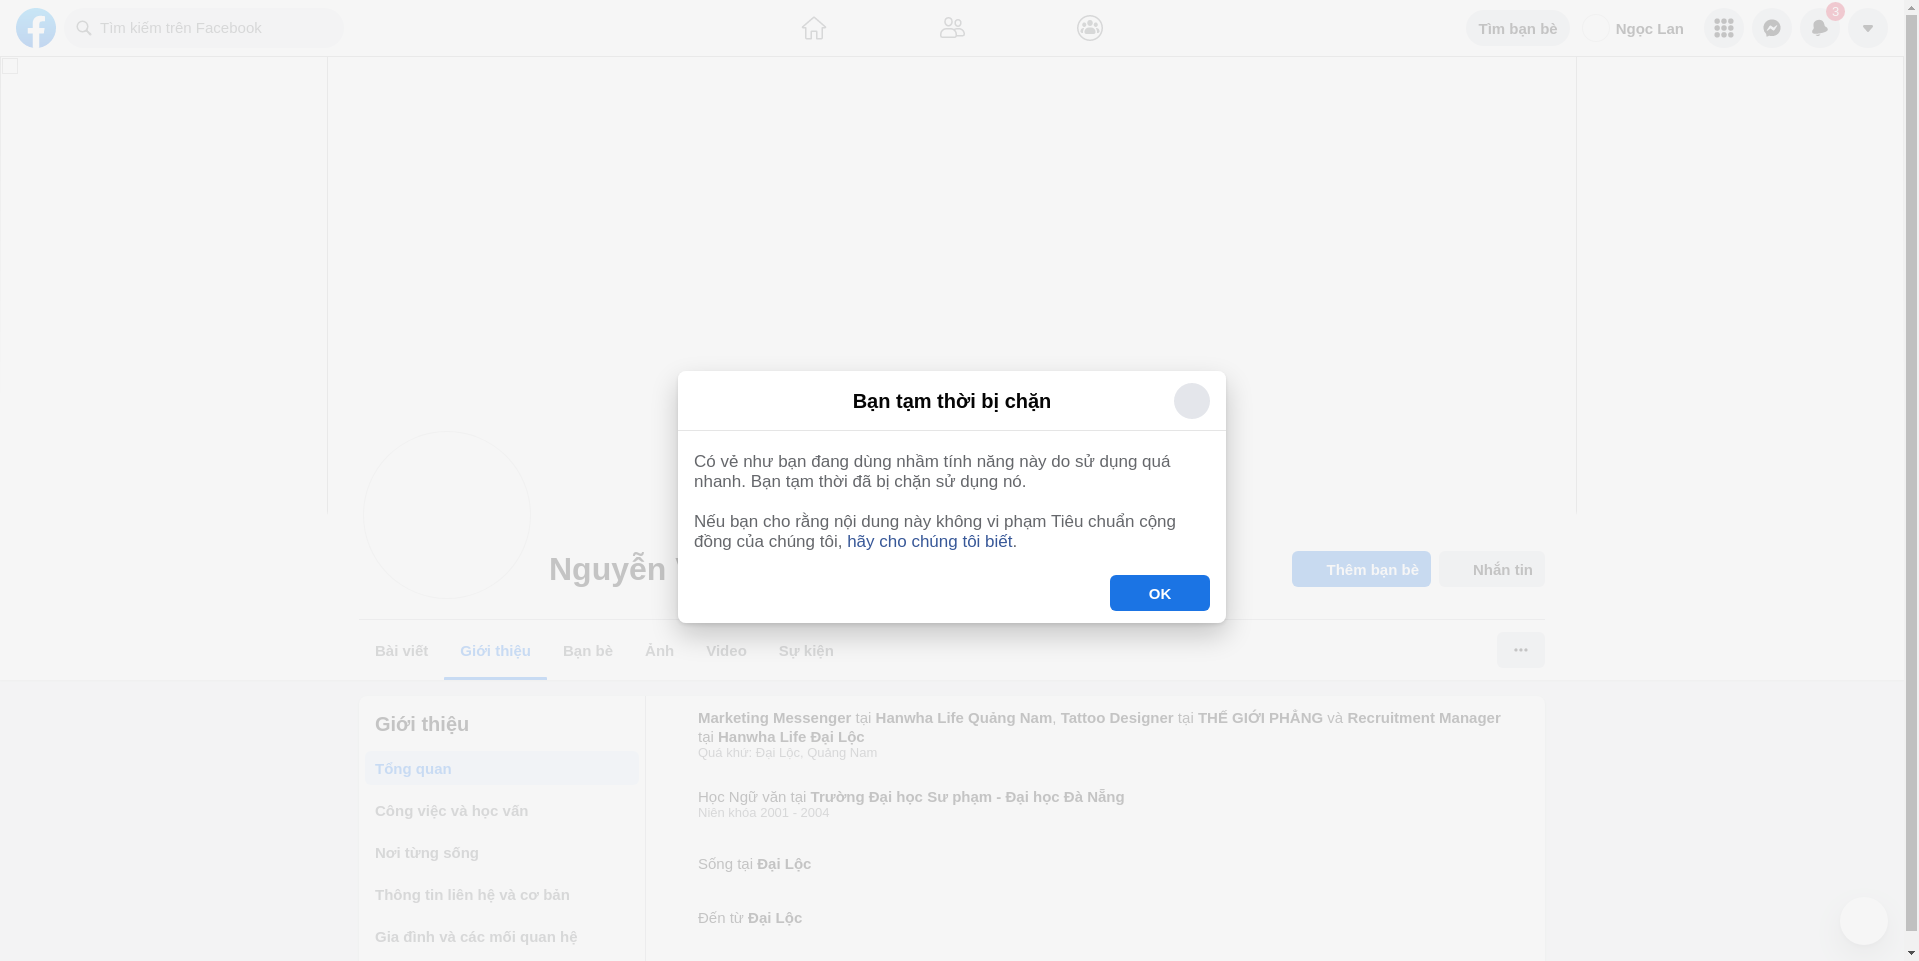 Tìm kiếm trên Facebook
Tìm bạn bè
Ngọc Lan
3
Bạn tạm thời bị chặn
Có vẻ như bạn đang dùng nhầm tính năng này do sử dụng quá
nhanh. Bạn tạm thời đã bị chặn sử dụng nó.
Nếu bạn cho rằng nội dung này không vi phạm Tiêu chuẩn cộng
đồng của chúng tôi, hãy cho chúng tôi biết.
OK
Nguyễn
Thêm bạn bè
Nhắn tin
Bài viết
Giới thiệu
Bạn bè
Ảnh
Video
Sự kiện
Giới thiệu
Tổng quan
Công việc và học vấn
Nơi từng sống
Thông tin liên hệ và cơ bản
Gia đình và các mối quan hệ
Marketing Messenger tại Hanwha Life Quảng Nam, Tattoo Designer tại THẾ GIỚI PHẲNG và Recruitment Manager
tại Hanwha Life Đại Lộc
Quá khứ: Đại Lộc, Quảng Nam
Học Ngữ văn tại Trường Đại học Sư phạm - Đại học Đà Nẵng
Niên khóa 2001 - 2004
Sống tại Đại Lộc
Đến từ Đại Lộc